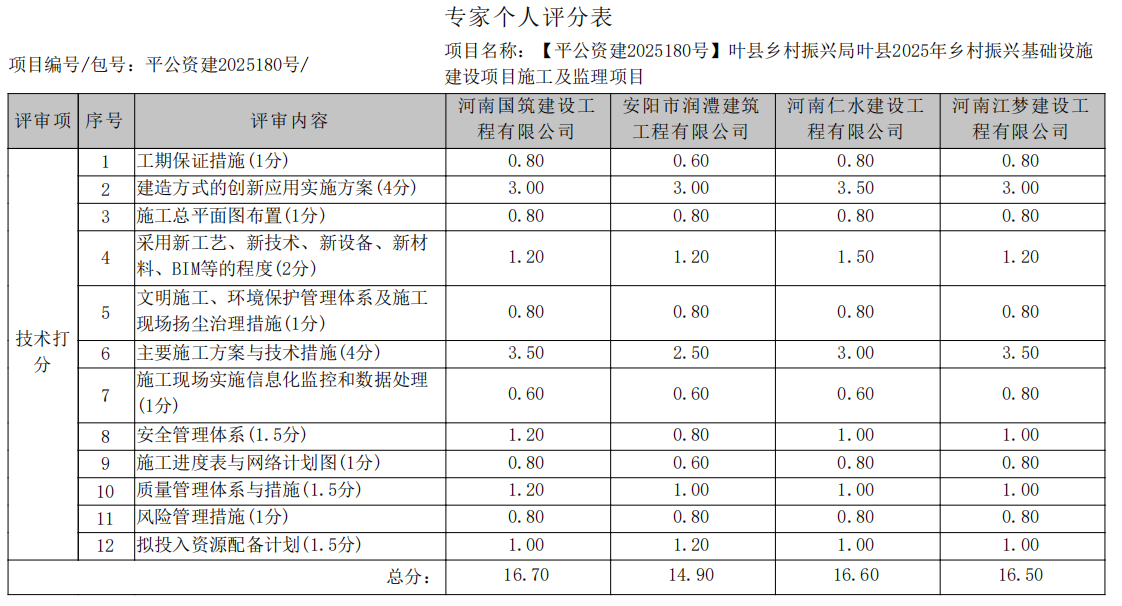 专家个人评分表
项目编号/包号：平公资建2025180号/
项目名称：【平公资建2025180号】叶县乡村振兴局叶县2025年乡村振兴基础设施
建设项目施工及监理项目
评审项 序号 评审内容 河南国筑建设工 安阳市润澧建筑 河南仁水建设工 河南江梦建设工
程有限公司 工程有限公司 程有限公司 程有限公司
技术打
分
1 工期保证措施(1分) 0.80 0.60 0.80 0.80
2 建造方式的创新应用实施方案(4分) 3.00 3.00 3.50 3.00
3 施工总平面图布置(1分) 0.80 0.80 0.80 0.80
采用新工艺、新技术、新设备、新材
4 料、BIM等的程度(2分) 1.20 1.20 1.50 1.20
文明施工、环境保护管理体系及施工
5 现场扬尘治理措施(1分) 0.80 0.80 0.80 0.80
6 主要施工方案与技术措施(4分) 3.50 2.50 3.00 3.50
施工现场实施信息化监控和数据处理
7 (1分) 0.60 0.60 0.60 0.80
8 安全管理体系(1.5分) 1.20 0.80 1.00 1.00
9 施工进度表与网络计划图(1分) 0.80 0.60 0.80 0.80
10 质量管理体系与措施(1.5分) 1.20 1.00 1.00 1.00
11 风险管理措施(1分) 0.80 0.80 0.80 0.80
12 拟投入资源配备计划(1.5分) 1.00 1.20 1.00 1.00
总分： 16.70 14.90 16.60 16.50